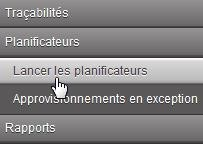 Traçabilités
Planificateurs
Lancer les planificateurs
Approvisionnements en exception
Rapports